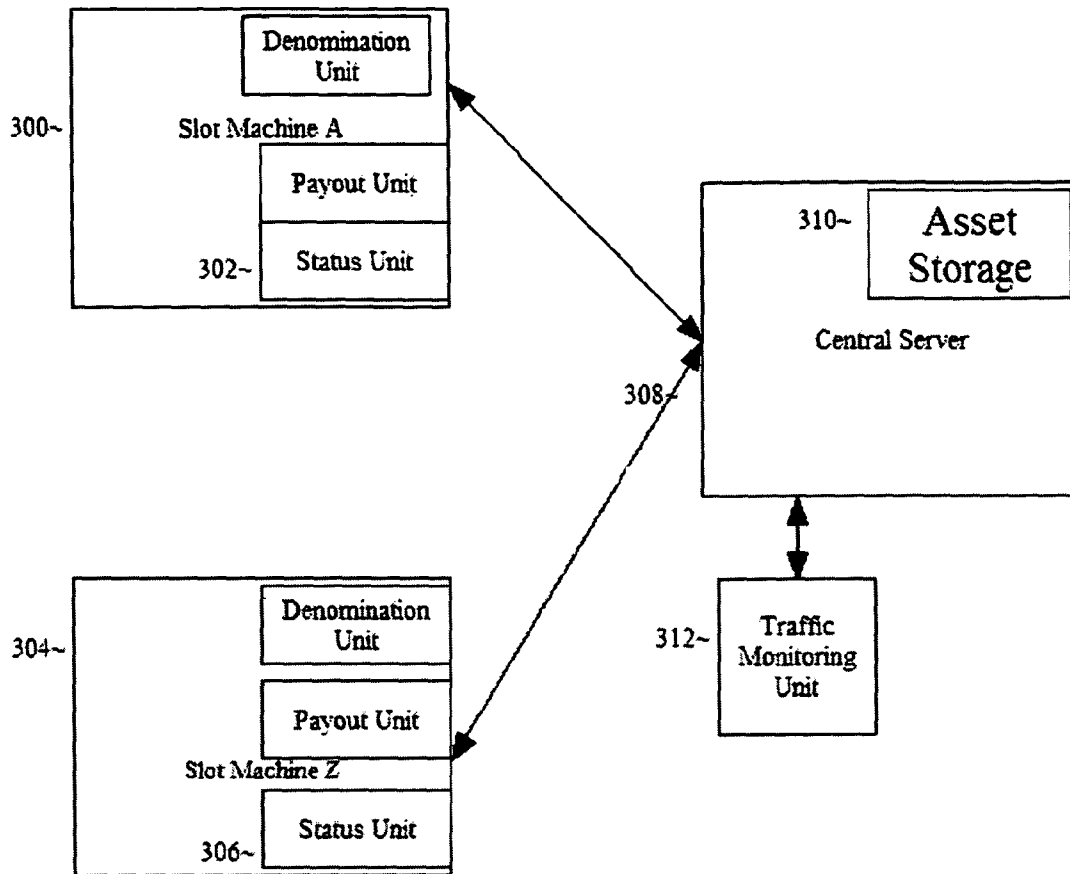 Denomination
Unit
300~
Slot Machine A
Payout Unit
302~
Status Unit
310~
Asset
Storage
Central Server
308~
304~
Denomination
Unit
Payout Unit
Slot Machine Z
306~
Status Unit
312~
Traffic
Monitoring
Unit